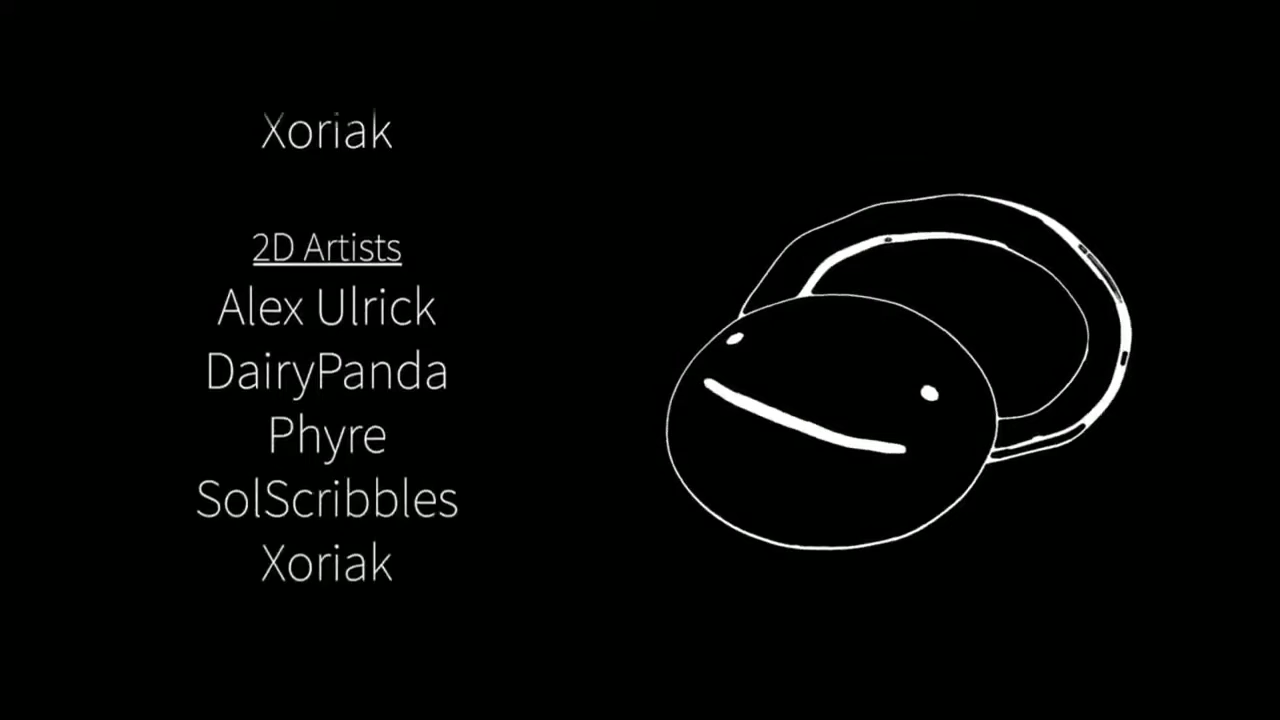 Xoriak
2D Artists
Alex Ulrick
DairyPanda
Phyre
SolScribbles
Xoriak